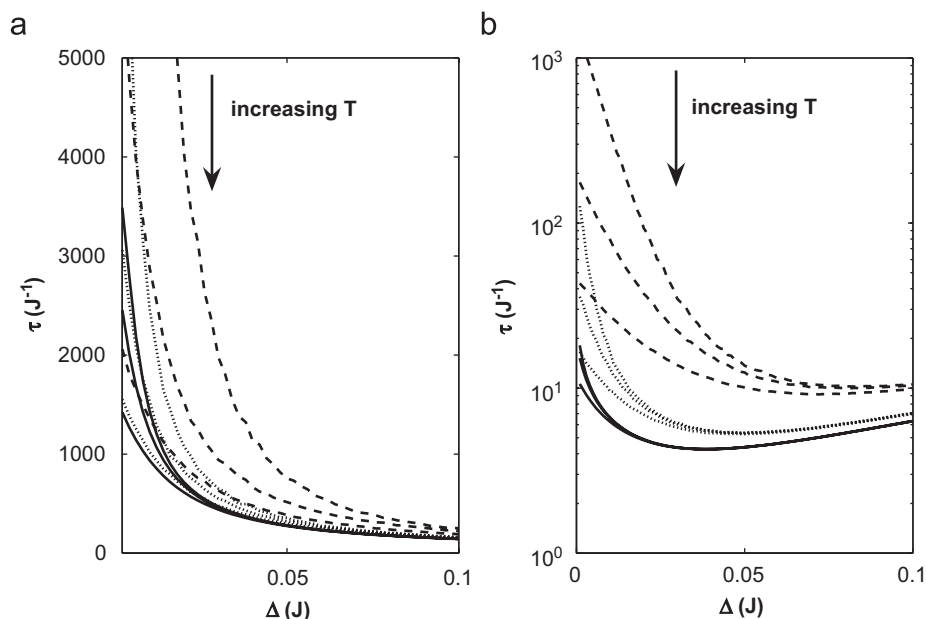 a
5000
4000
3000
2000
1000
0
τ (J⁻¹)
increasing T
0.05
0.1
Δ (J)
b
10³
10²
10¹
10⁰
τ (J⁻¹)
increasing T
0
0.05
0.1
Δ (J)